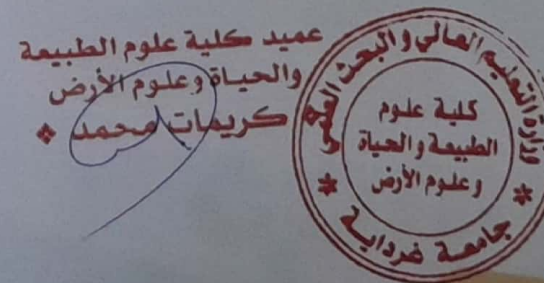 عميد كلية علوم الطبيعة
والحياة وعلوم الأرض
كريمات محمد
وزارة التعليم العالي والبحث العلمي
كلية علوم
الطبيعة والحياة
وعلوم الأرض
جامعة غرداية